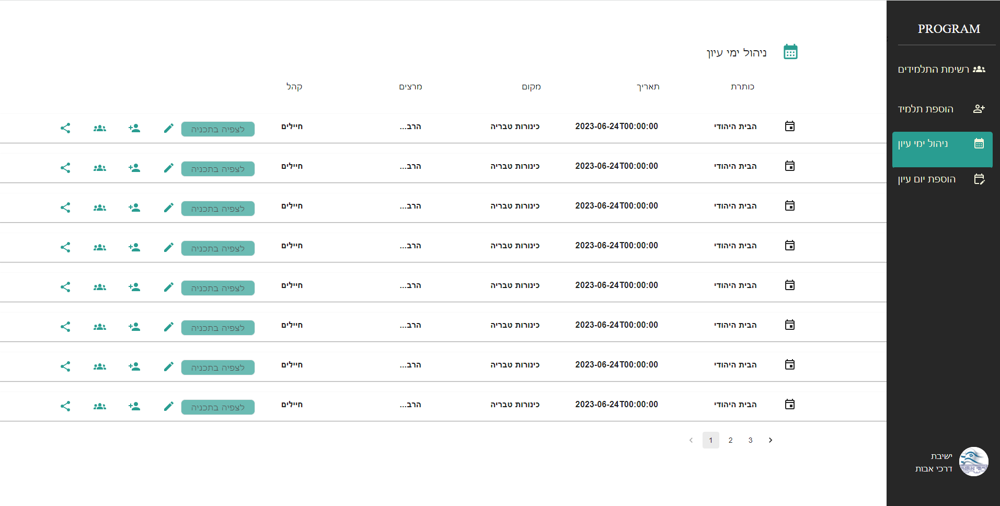 PROGRAM
רשימת התלמידים
הוספת תלמיד
ניהול ימי עיון
הוספת יום עיון
ישיבת
דרכי אבות
ניהול ימי עיון
כותרת תאריך מקום מרצים קהל
הבית היהודי 2023-06-24T00:00:00 כינורות טבריה הרב... חיילים לצפיה בתכניה
הבית היהודי 2023-06-24T00:00:00 כינורות טבריה הרב... חיילים לצפיה בתכניה
הבית היהודי 2023-06-24T00:00:00 כינורות טבריה הרב... חיילים לצפיה בתכניה
הבית היהודי 2023-06-24T00:00:00 כינורות טבריה הרב... חיילים לצפיה בתכניה
הבית היהודי 2023-06-24T00:00:00 כינורות טבריה הרב... חיילים לצפיה בתכניה
הבית היהודי 2023-06-24T00:00:00 כינורות טבריה הרב... חיילים לצפיה בתכניה
הבית היהודי 2023-06-24T00:00:00 כינורות טבריה הרב... חיילים לצפיה בתכניה
הבית היהודי 2023-06-24T00:00:00 כינורות טבריה הרב... חיילים לצפיה בתכניה
1 2 3